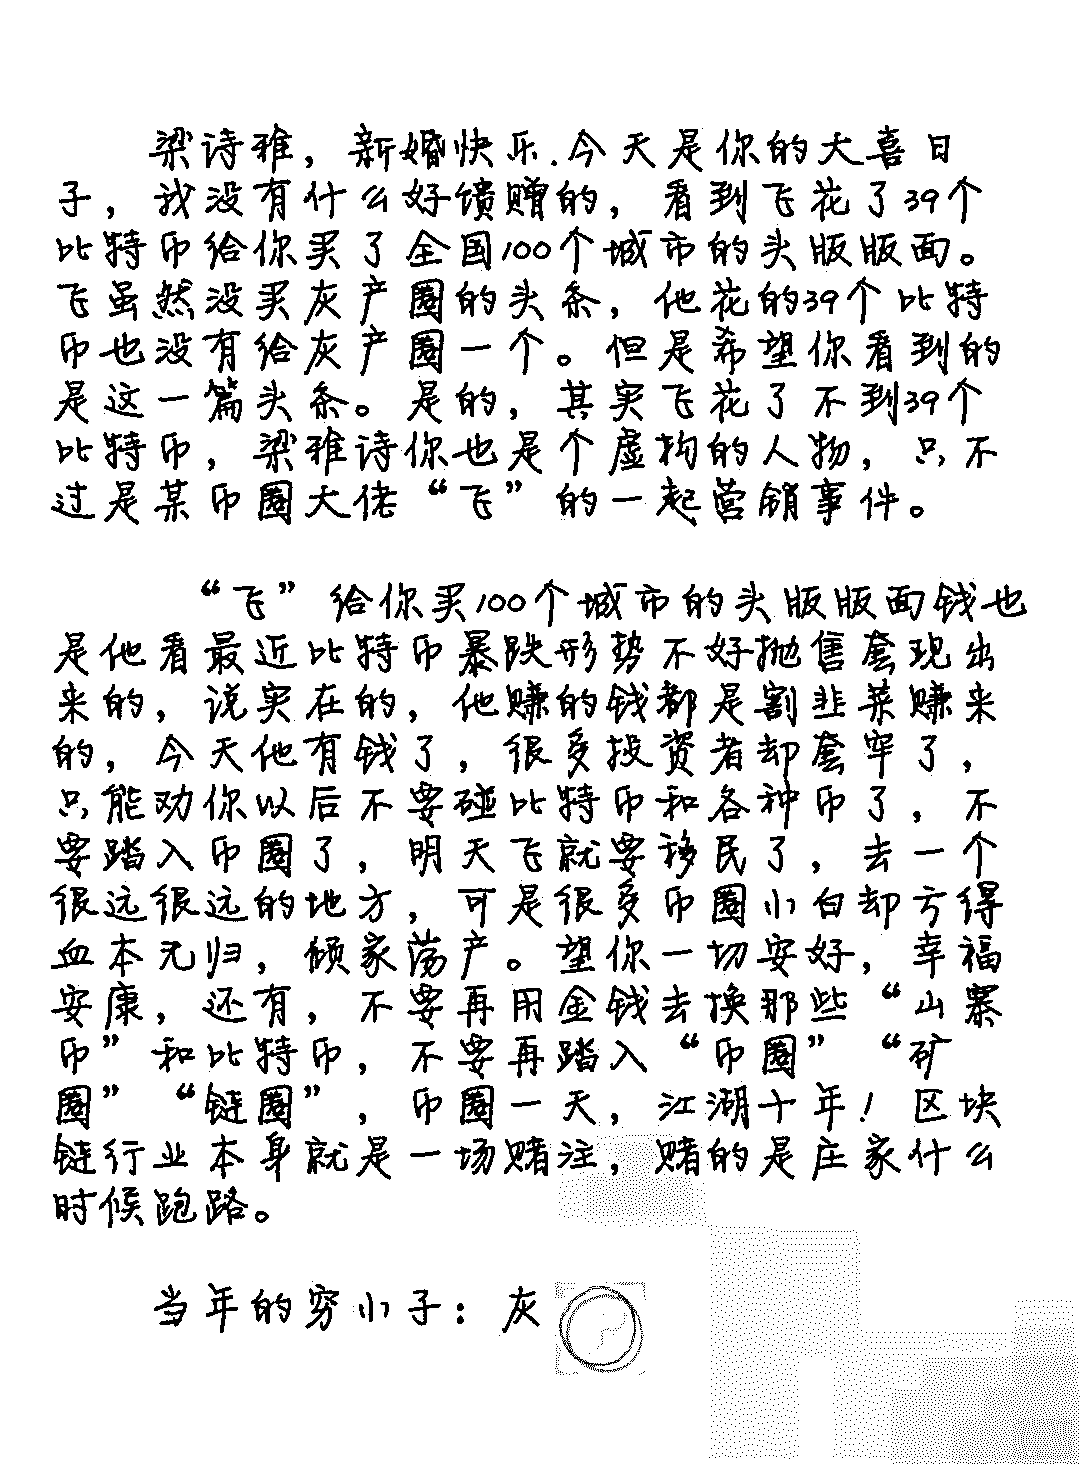 梁诗雅，新婚快乐.今天是你的大喜日
子，我没有什么好馈赠的，看到飞花了39个
比特币给你买了全国100个城市的头版版面。
飞虽然没买灰产圈的头条，他花的39个比特
币也没有给灰产圈一个。但是希望你看到的
是这一篇头条。是的，其实飞花了不到39个
比特币，梁雅诗你也是个虚构的人物，只不
过是某币圈大佬“飞”的一起营销事件。
“飞”给你买100个城市的头版版面钱也
是他看最近比特币暴跌形势不好抛售套现出
来的，说实在的，他赚的钱都是割韭菜赚来
的，今天他有钱了，很多投资者却套牢了，
只能劝你以后不要碰比特币和各种币了，不
要踏入币圈了，明天飞就要移民了，去一个
很远很远的地方，可是很多币圈小白却亏得
血本无归，倾家荡产。望你一切安好，幸福
安康，还有，不要再用金钱去换那些“山寨
币”和比特币，不要再踏入“币圈”“矿
圈”“链圈”，币圈一天，江湖十年！区块
链行业本身就是一场赌注，赌的是庄家什么
时候跑路。
当年的穷小子：灰